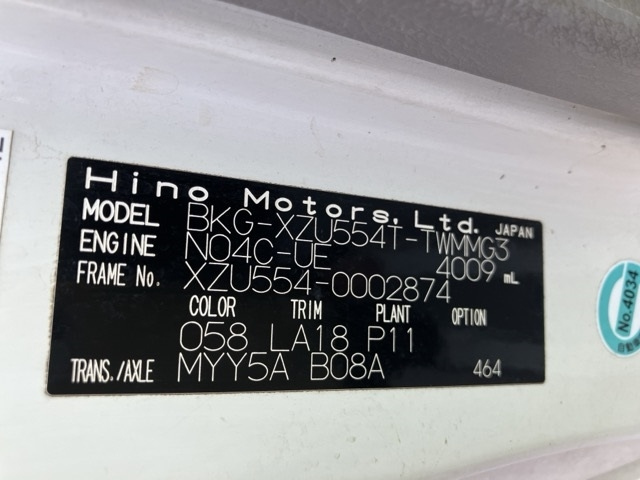 Hino Motors, Ltd. JAPAN
MODEL BKG-XZU554T-TWMMG3
ENGINE N04C-UE 4009 mL
FRAME No. XZU554-0002874
COLOR TRIM PLANT OPTION
058 LA18 P11
TRANS./AXLE MYY5A B08A 464
No.4034